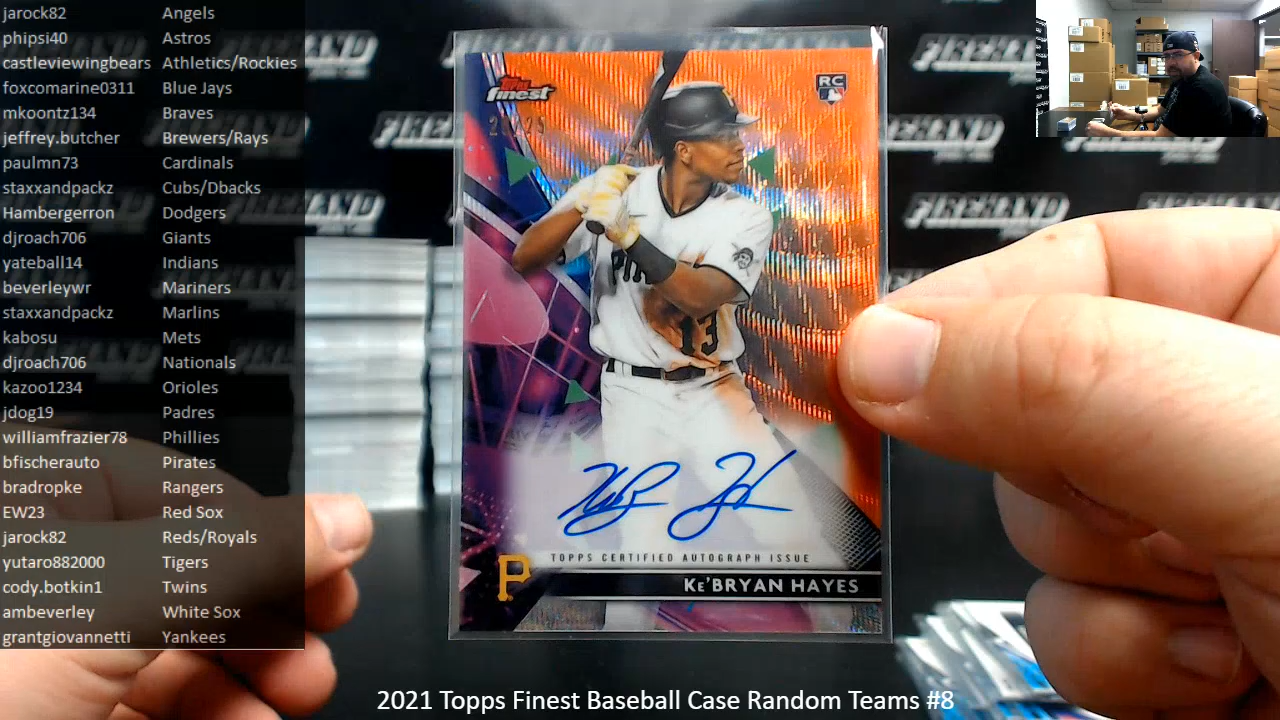 jarock82 Angels
phipsi40 Astros
castleviewingbears Athletics/Rockies
foxcomarine0311 Blue Jays
mkoontz134 Braves
jeffrey.butcher Brewers/Rays
paulmn73 Cardinals
staxxandpackz Cubs/Dbacks
Hambergerron Dodgers
djroach706 Giants
yateball14 Indians
beverleywr Mariners
staxxandpackz Marlins
kabosu Mets
djroach706 Nationals
kazoo1234 Orioles
jdog19 Padres
williamfrazier78 Phillies
bfischerauto Pirates
bradropke Rangers
EW23 Red Sox
jarock82 Reds/Royals
yutaro882000 Tigers
cody.botkin1 Twins
ambeverley White Sox
grantgiovannetti Yankees
Topps finest
RC
FIREHAND
FIREHAND
FIREHAND
13
TOPPS CERTIFIED AUTOGRAPH ISSUE
P
KE'BRYAN HAYES
2021 Topps Finest Baseball Case Random Teams #8